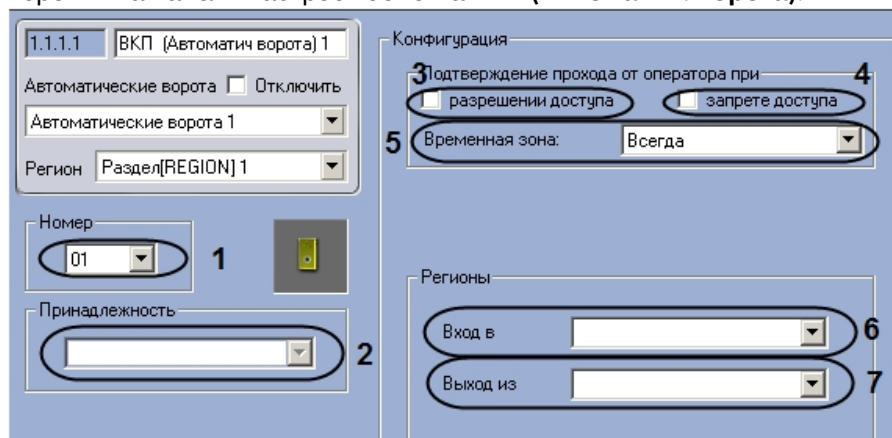 1.1.1.1 ВКП (Автоматич ворота) 1
Автоматические ворота Отключить
Автоматические ворота 1
Регион Раздел[REGION] 1
Номер
01 1
Принадлежность
2
Конфигурация
Подтверждение прохода от оператора при
3 разрешении доступа 4 запрете доступа
5 Временная зона: Всегда
Регионы
Вход в 6
Выход из 7